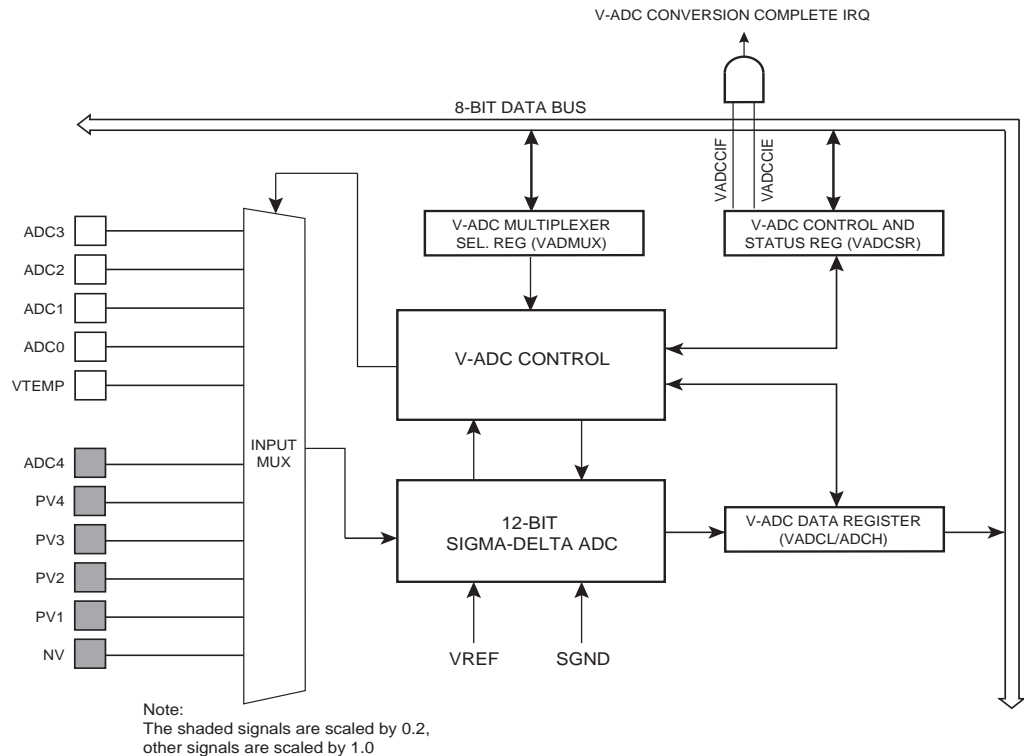 V-ADC CONVERSION COMPLETE IRQ
8-BIT DATA BUS
VADCCIF
VADCCIE
V-ADC MULTIPLEXER
SEL. REG (VADMUX)
V-ADC CONTROL AND
STATUS REG (VADCSR)
ADC3
ADC2
ADC1
ADC0
VTEMP
ADC4
PV4
PV3
PV2
PV1
NV
INPUT
MUX
V-ADC CONTROL
12-BIT
SIGMA-DELTA ADC
V-ADC DATA REGISTER
(VADCL/ADCH)
VREF
SGND
Note:
The shaded signals are scaled by 0.2,
other signals are scaled by 1.0